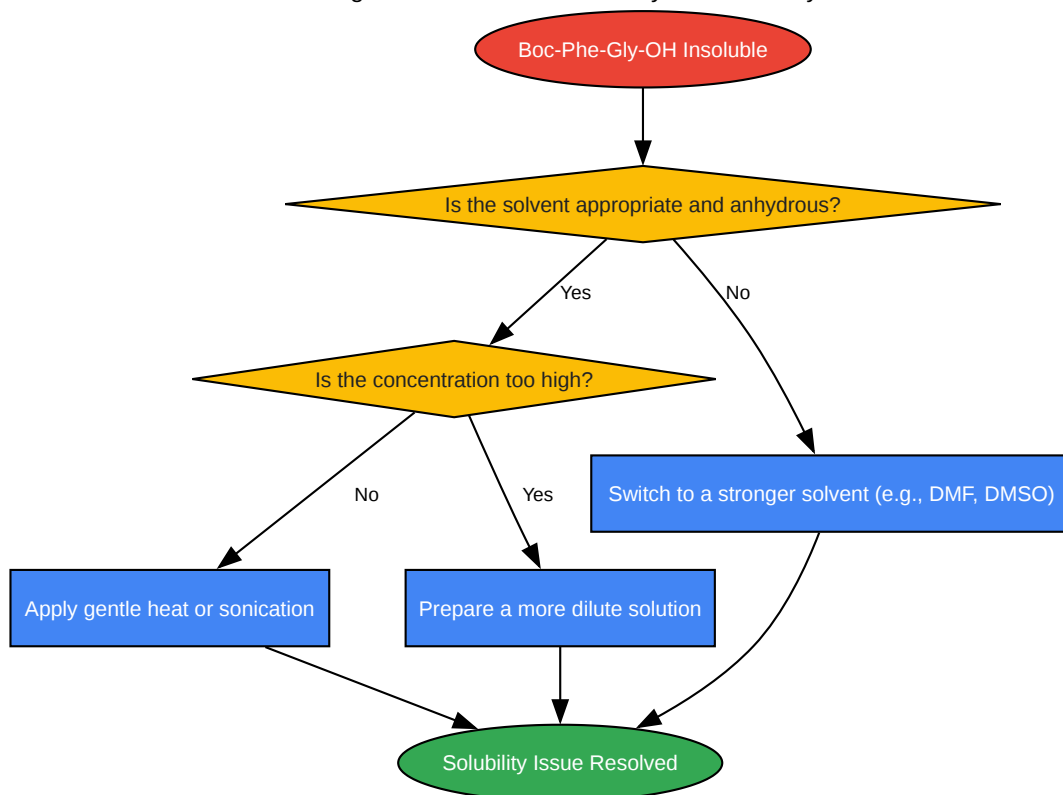 Boc-Phe-Gly-OH Insoluble
Is the solvent appropriate and anhydrous?
Yes
No
Is the concentration too high?
No
Yes
Switch to a stronger solvent (e.g., DMF, DMSO)
Apply gentle heat or sonication
Prepare a more dilute solution
Solubility Issue Resolved